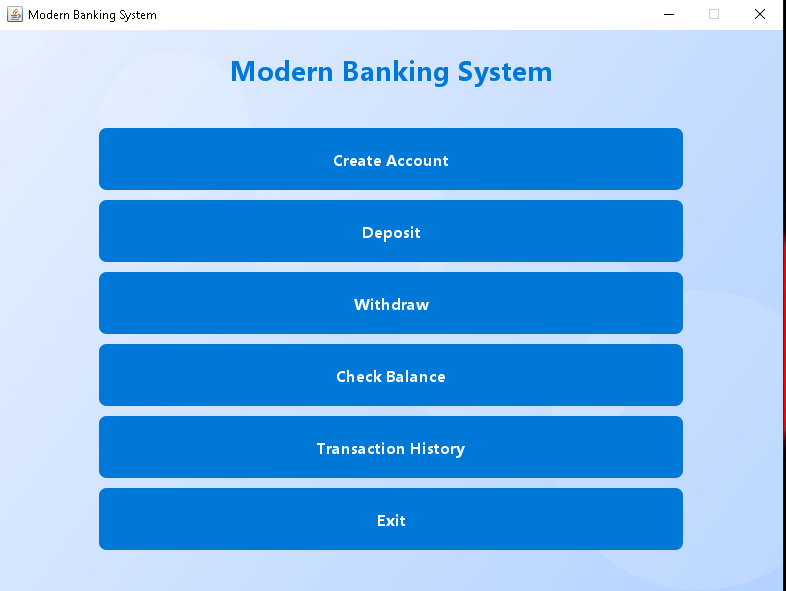 Modern Banking System
Modern Banking System
Create Account
Deposit
Withdraw
Check Balance
Transaction History
Exit